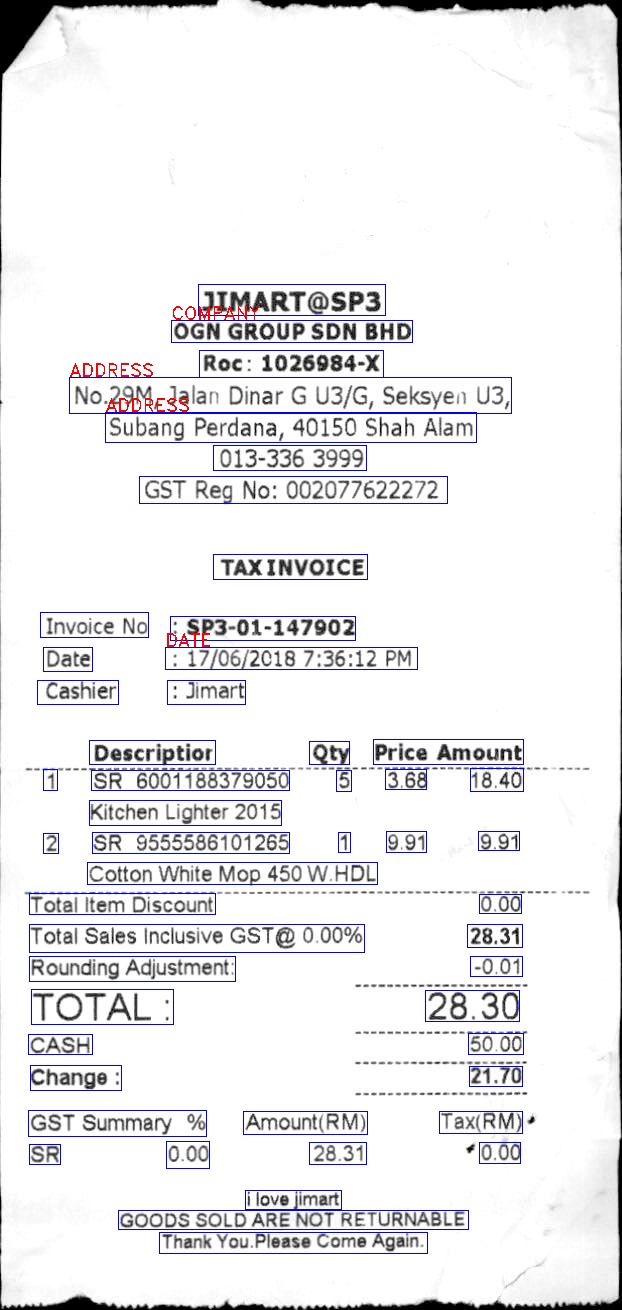 JIMART@SP3
COMPANY
OGN GROUP SDN BHD
Roc: 1026984-X
ADDRESS
No.29M, Jalan Dinar G U3/G, Seksyen U3,
ADDRESS
Subang Perdana, 40150 Shah Alam
013-336 3999
GST Reg No: 002077622272
TAX INVOICE
Invoice No : SP3-01-147902
DATE
Date : 17/06/2018 7:36:12 PM
Cashier : Jimart
Description Qty Price Amount
1 SR 6001188379050 5 3.68 18.40
Kitchen Lighter 2015
2 SR 9555586101265 1 9.91 9.91
Cotton White Mop 450 W.HDL
Total Item Discount 0.00
Total Sales Inclusive GST@ 0.00% 28.31
Rounding Adjustment: -0.01
TOTAL : 28.30
CASH 50.00
Change : 21.70
GST Summary % Amount(RM) Tax(RM)
SR 0.00 28.31 0.00
i love jimart
GOODS SOLD ARE NOT RETURNABLE
Thank You.Please Come Again.